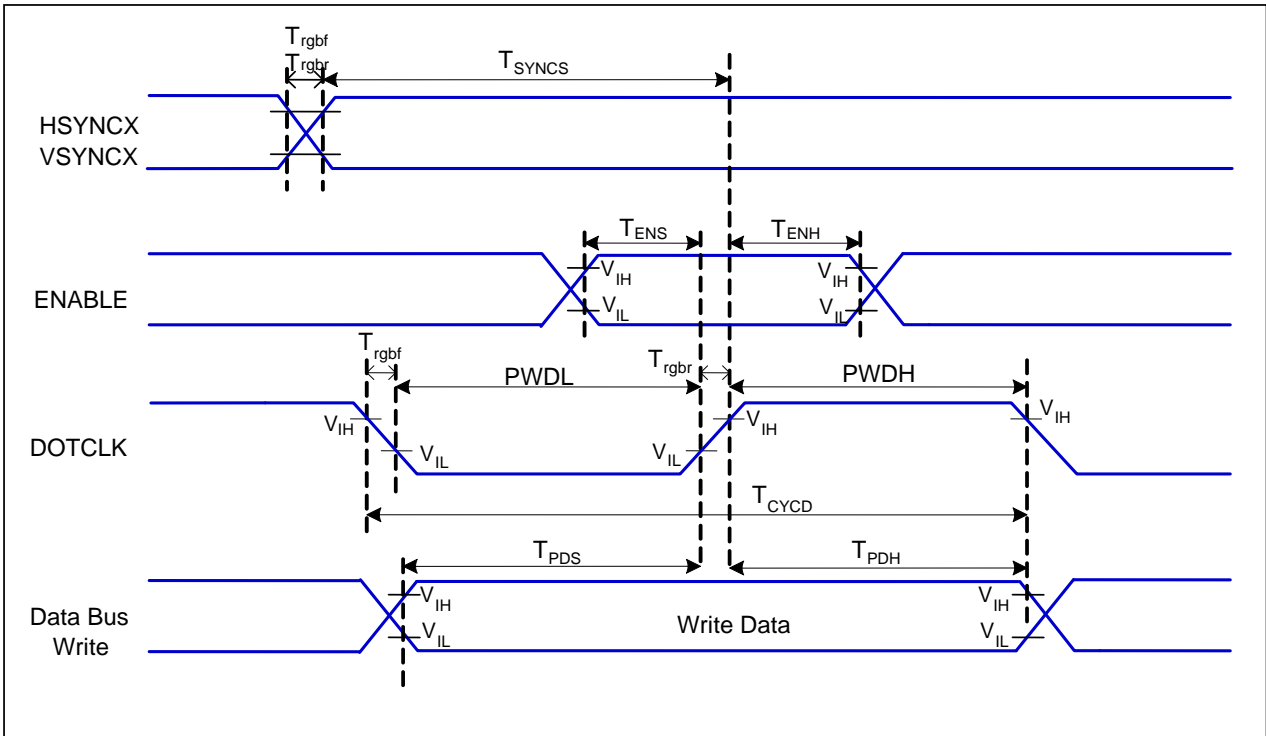 Trgbf
Trgbr
TSYNCS
HSYNCX
VSYNCX
TENS
TENH
VIH
VIH
ENABLE
VIL
VIL
Trgbf
Trgbr
PWDL
PWDH
VIH
VIH
VIH
DOTCLK
VIL
VIL
TCYCD
TPDS
TPDH
VIH
VIH
Data Bus
Write
Write Data
VIL
VIL